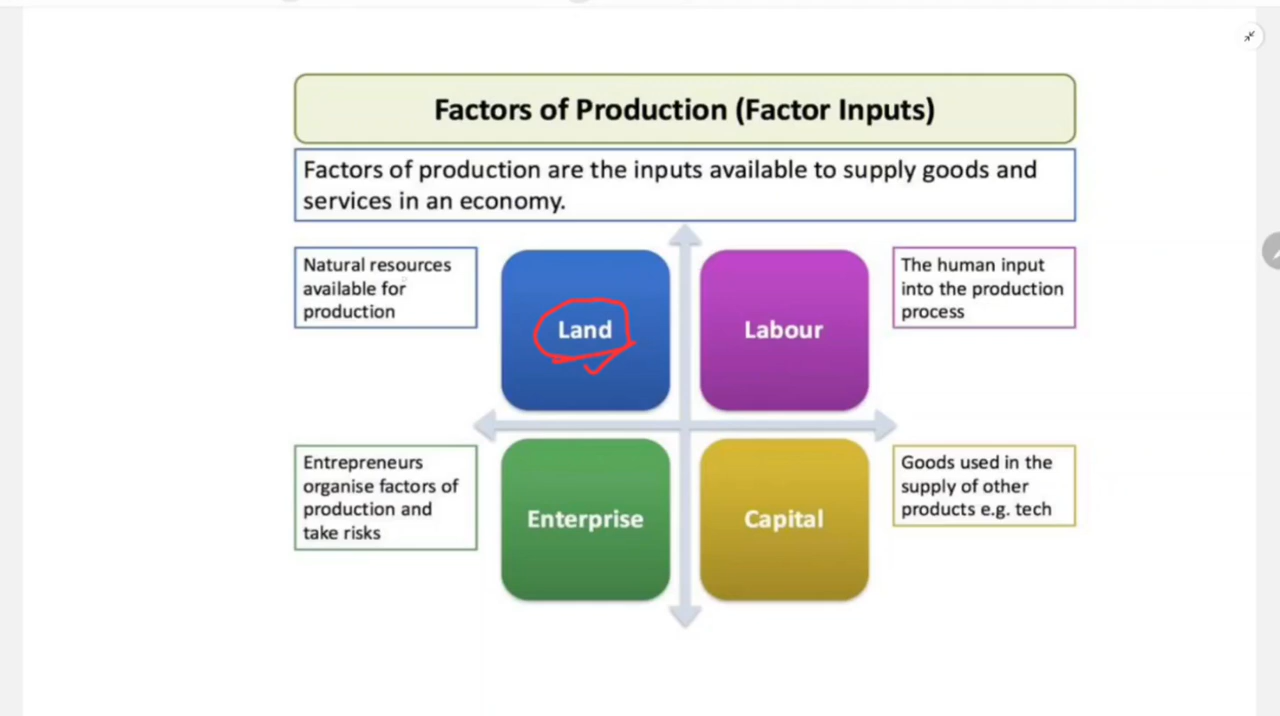 Factors of Production (Factor Inputs)
Factors of production are the inputs available to supply goods and
services in an economy.
Natural resources
available for
production
Land
Labour
The human input
into the production
process
Entrepreneurs
organise factors of
production and
take risks
Enterprise
Capital
Goods used in the
supply of other
products e.g. tech